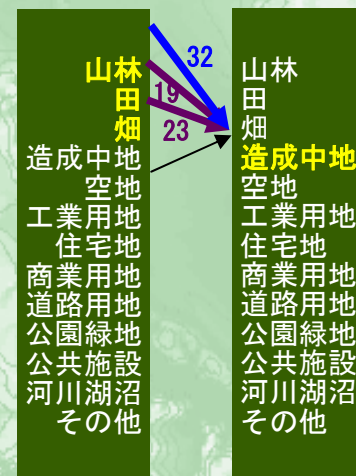 山林
田
畑
造成中地
空地
工業用地
住宅地
商業用地
道路用地
公園緑地
公共施設
河川湖沼
その他
32
19
23
山林
田
畑
造成中地
空地
工業用地
住宅地
商業用地
道路用地
公園緑地
公共施設
河川湖沼
その他